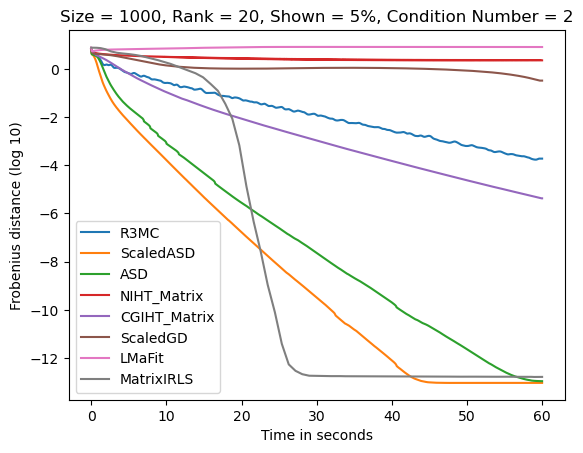 Size = 1000, Rank = 20, Shown = 5%, Condition Number = 2
Frobenius distance (log 10)
0
−2
−4
−6
−8
−10
−12
R3MC
ScaledASD
ASD
NIHT_Matrix
CGIHT_Matrix
ScaledGD
LMaFit
MatrixIRLS
0 10 20 30 40 50 60
Time in seconds